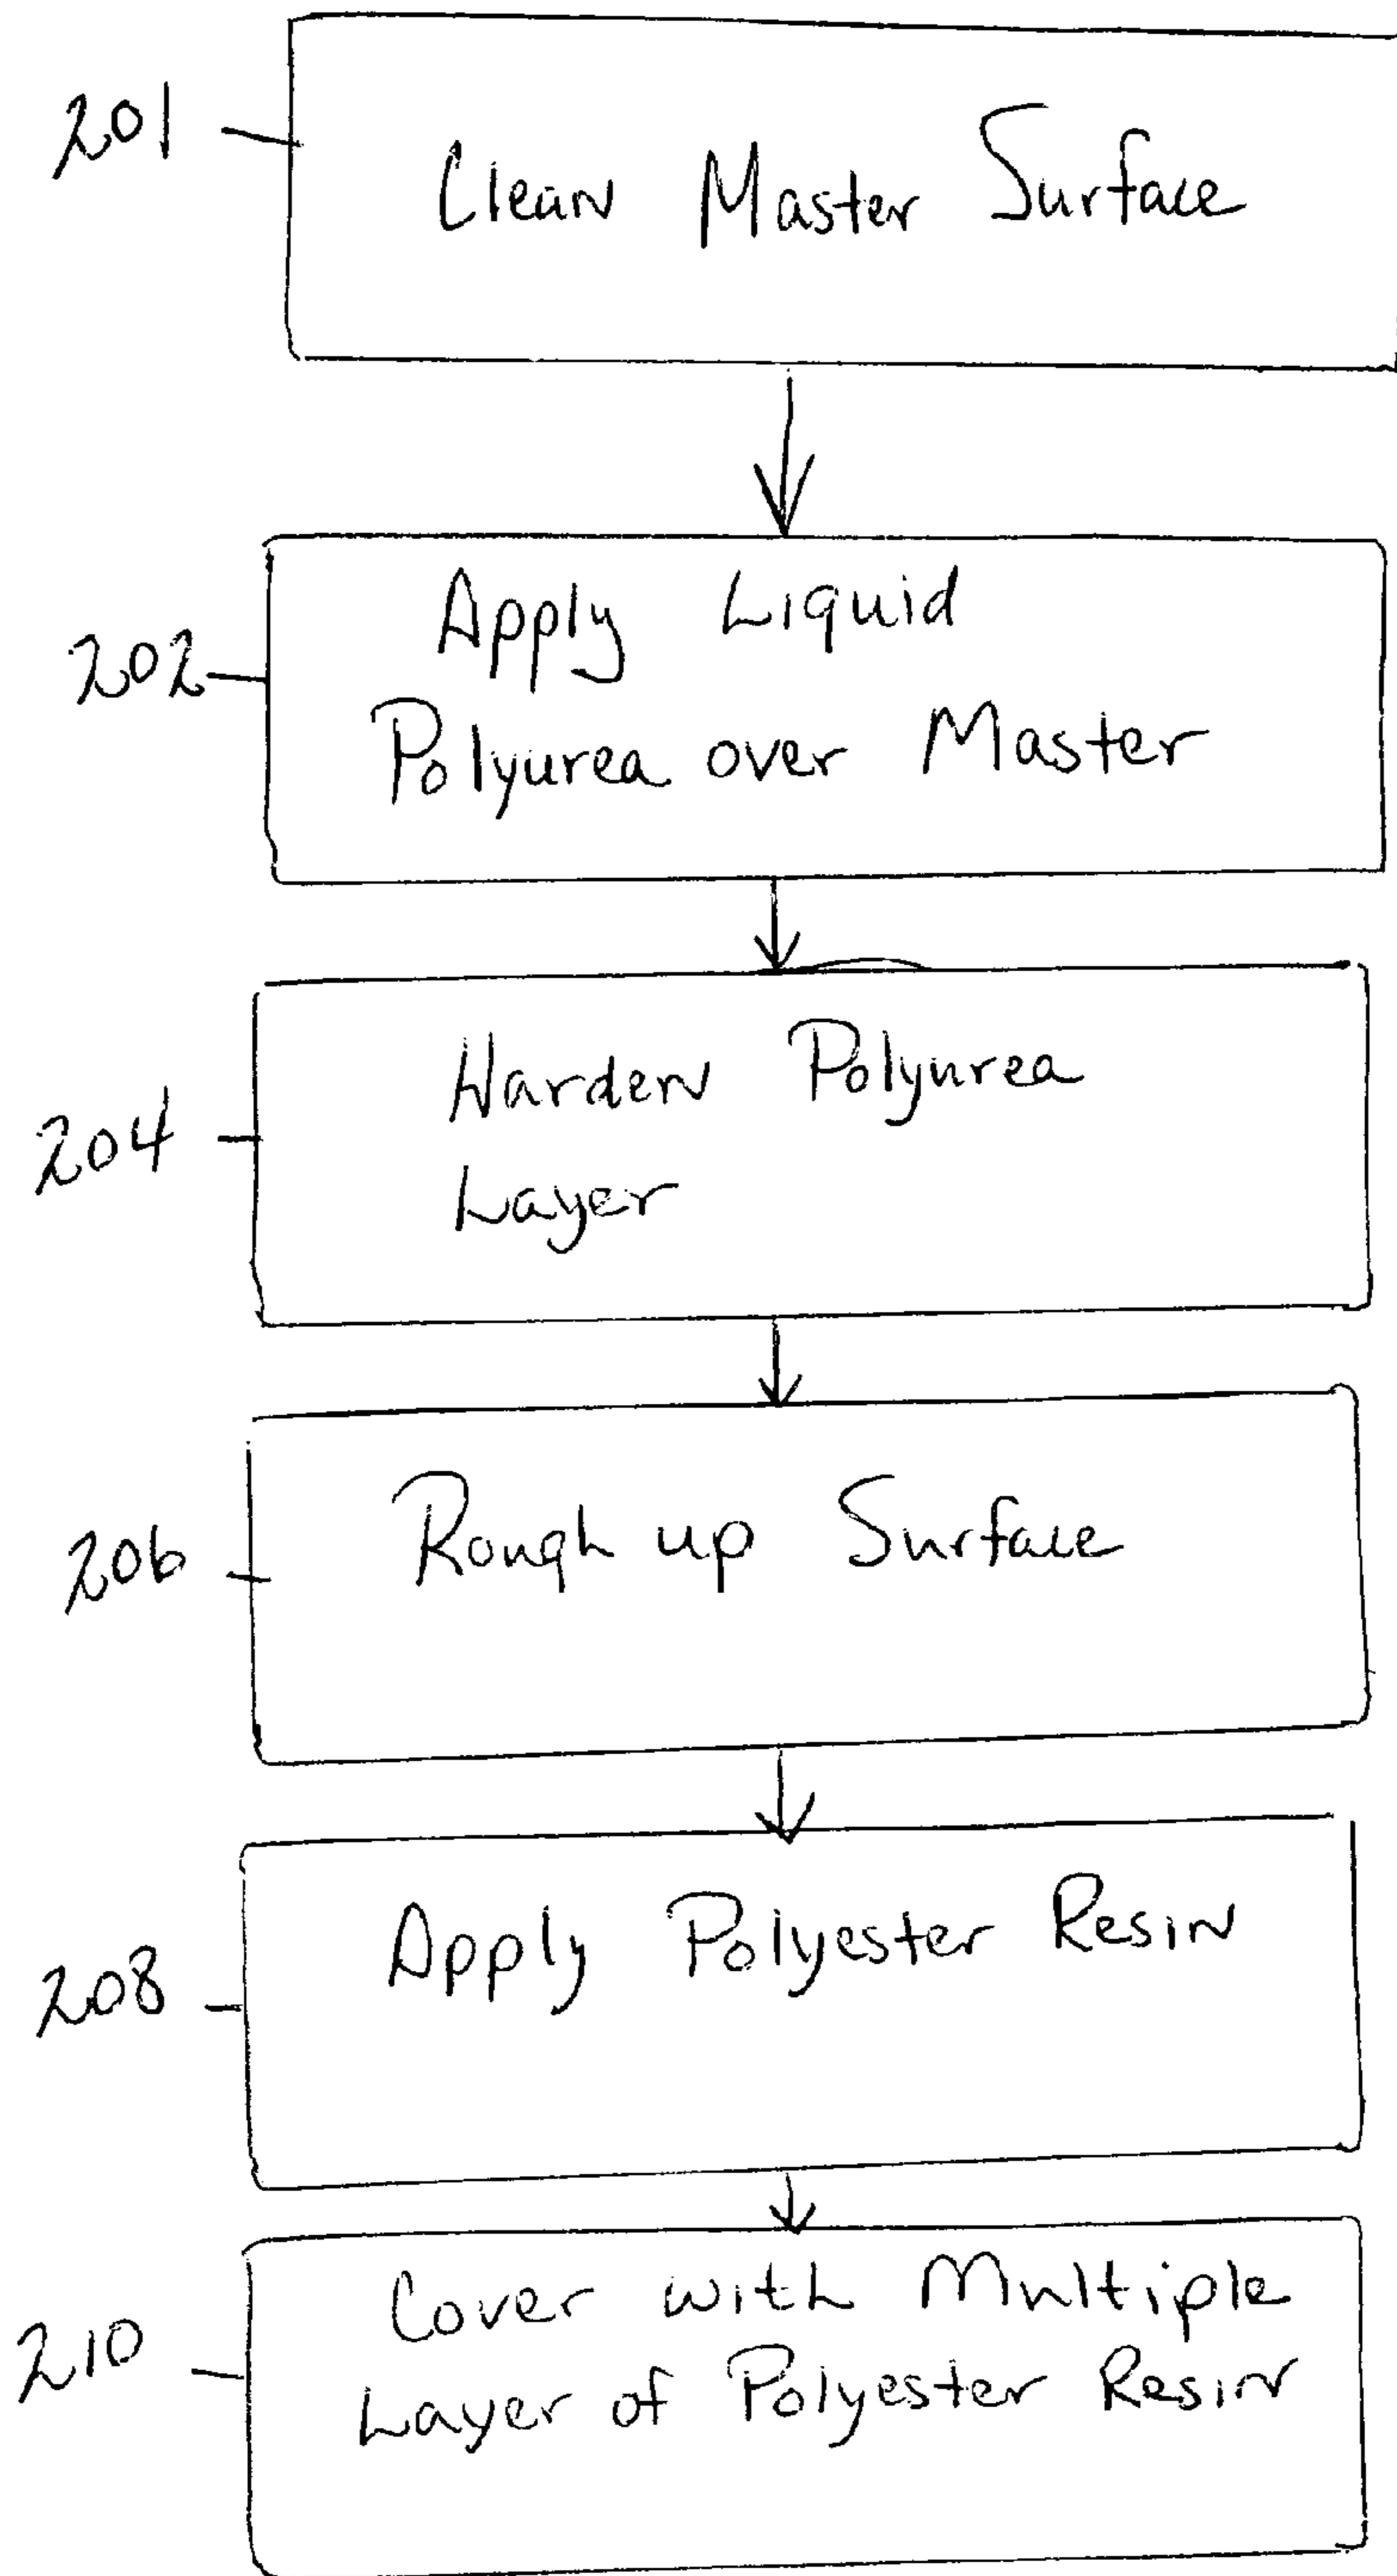 201
Clean Master Surface
Apply Liquid
202
Polyurea over Master
Harden Polyurea
204
Layer
Rough up Surface
206
Apply Polyester Resin
208
Cover with Multiple
210
Layer of Polyester Resin